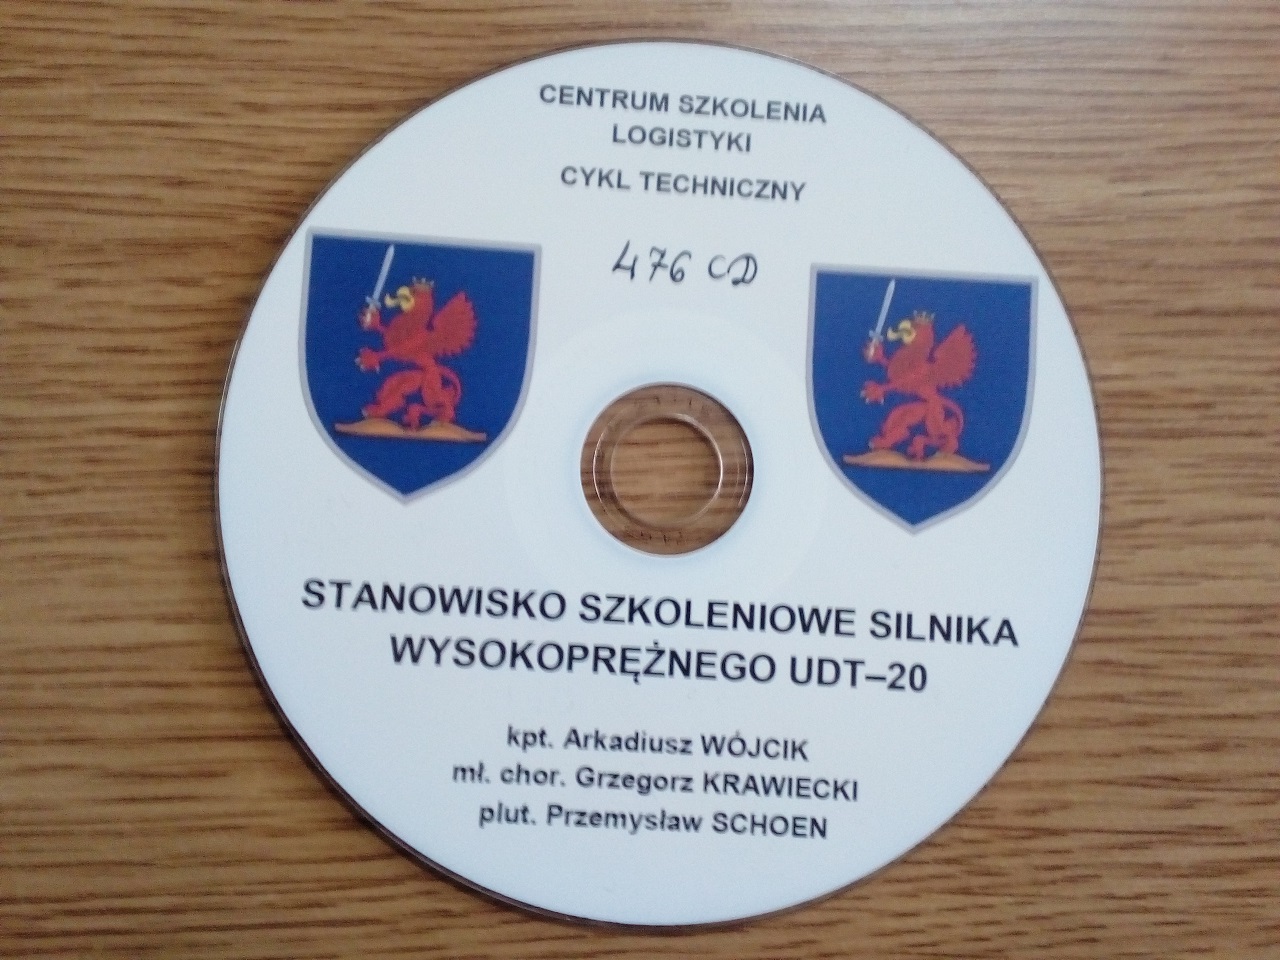 CENTRUM SZKOLENIA
LOGISTYKI
CYKL TECHNICZNY
476 CD
STANOWISKO SZKOLENIOWE SILNIKA
WYSOKOPRĘŻNEGO UDT–20
kpt. Arkadiusz WÓJCIK
mł. chor. Grzegorz KRAWIECKI
plut. Przemysław SCHOEN